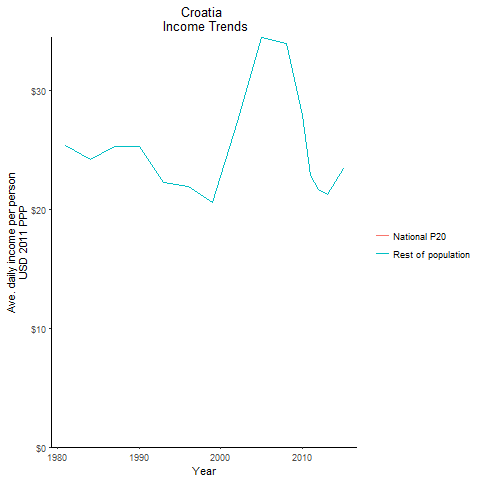 Croatia
Income Trends
Ave. daily income per person
USD 2011 PPP
$30
$20
$10
$0
1980
1990
2000
2010
Year
National P20
Rest of population